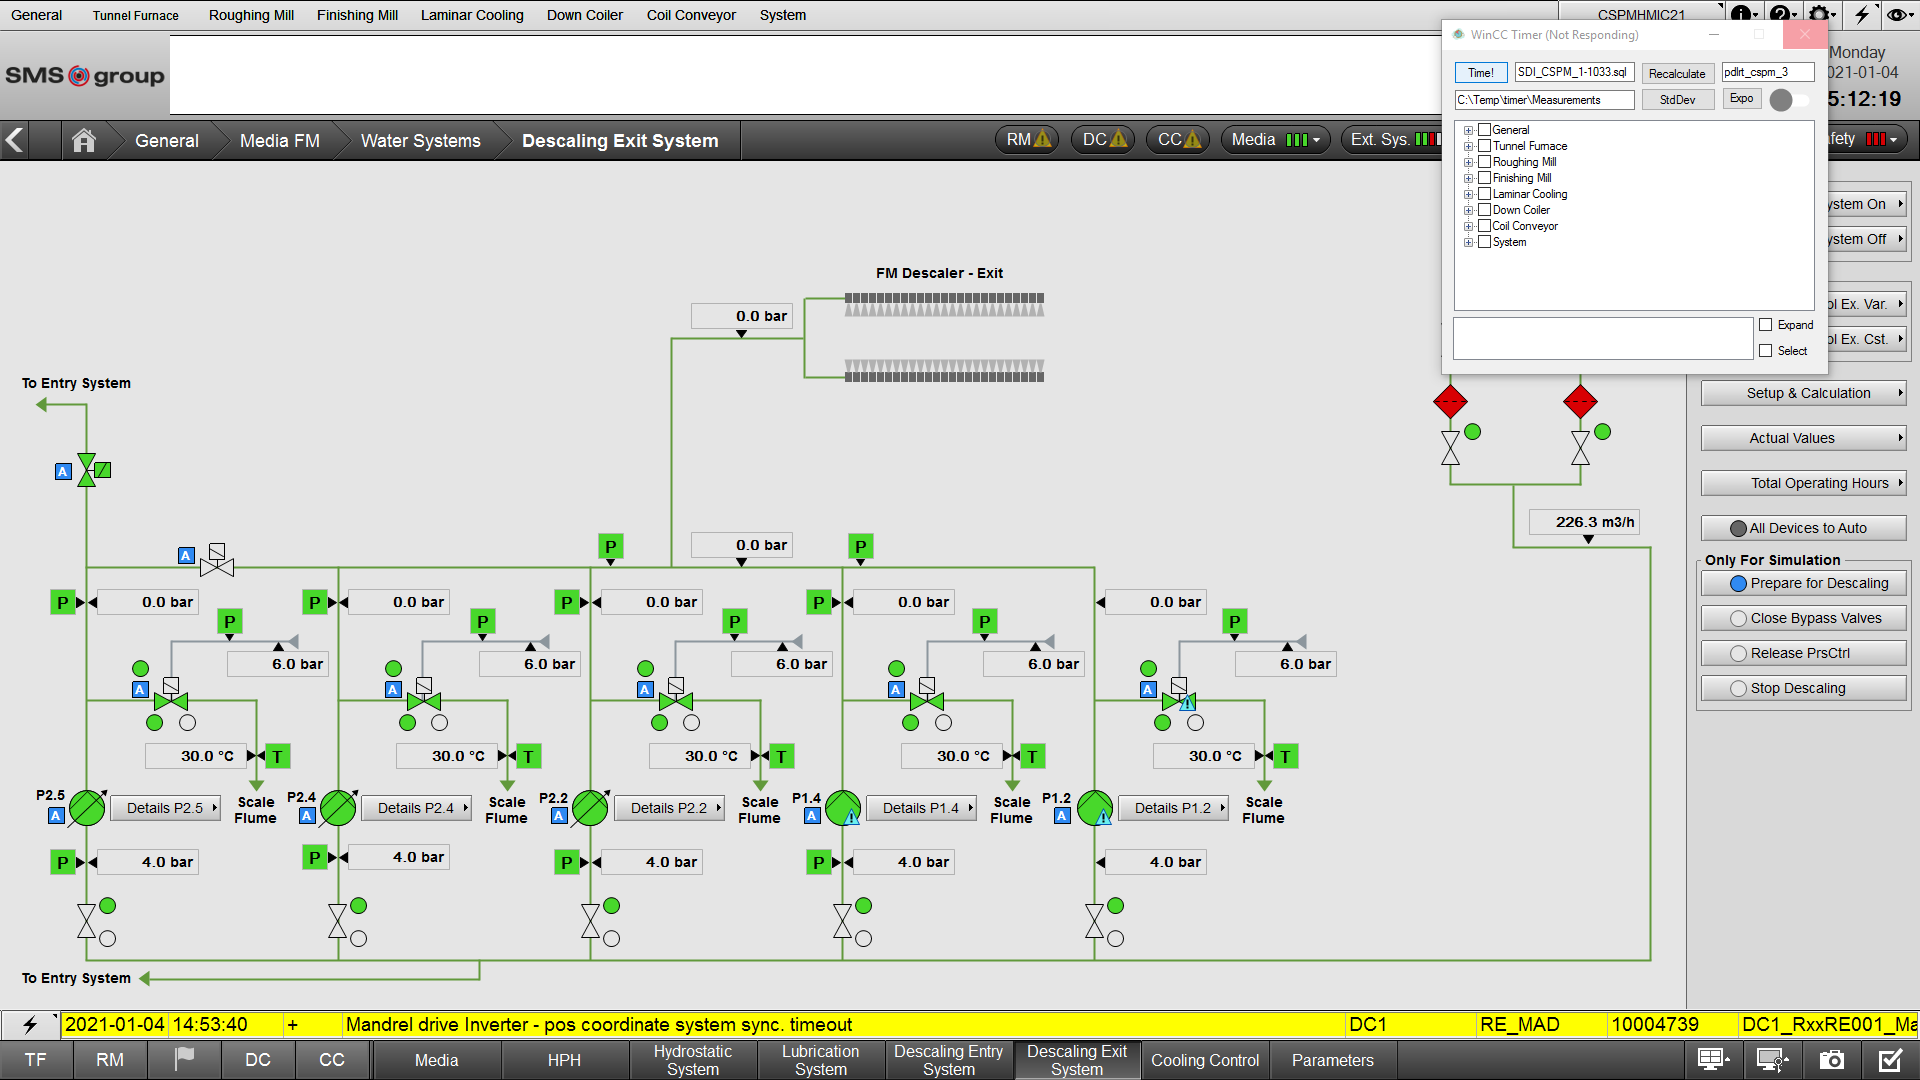 General Tunnel Furnace Roughing Mill Finishing Mill Laminar Cooling Down Coiler Coil Conveyor System CSPMHMIC21
SMS group
Monday
021-01-04
5:12:19
WinCC Timer (Not Responding)
Time! SDI_CSPM_1-1033.sql Recalculate pdlrt_cspm_3
C:\Temp\timer\Measurements StdDev Expo
General
Tunnel Furnace
Roughing Mill
Finishing Mill
Laminar Cooling
Down Coiler
Coil Conveyor
System
Expand
Select
General Media FM Water Systems Descaling Exit System RM DC CC Media Ext. Sys. fety
ystem On
ystem Off
ol Ex. Var.
ol Ex. Cst.
Setup & Calculation
Actual Values
Total Operating Hours
All Devices to Auto
Only For Simulation
Prepare for Descaling
Close Bypass Valves
Release PrsCtrl
Stop Descaling
FM Descaler - Exit
0.0 bar
To Entry System
A
226.3 m3/h
A P 0.0 bar P
P 0.0 bar P 0.0 bar P 0.0 bar P 0.0 bar 0.0 bar
P P P P P
6.0 bar 6.0 bar 6.0 bar 6.0 bar 6.0 bar
A A A A A
30.0 °C T 30.0 °C T 30.0 °C T 30.0 °C T 30.0 °C T
P2.5 A Details P2.5 Scale Flume P2.4 A Details P2.4 Scale Flume P2.2 A Details P2.2 Scale Flume P1.4 A Details P1.4 Scale Flume P1.2 A Details P1.2 Scale Flume
P 4.0 bar P 4.0 bar P 4.0 bar P 4.0 bar 4.0 bar
To Entry System
2021-01-04 14:53:40 + Mandrel drive Inverter - pos coordinate system sync. timeout DC1 RE_MAD 10004739 DC1_RxxRE001_Ma
TF RM DC CC Media HPH Hydrostatic System Lubrication System Descaling Entry System Descaling Exit System Cooling Control Parameters